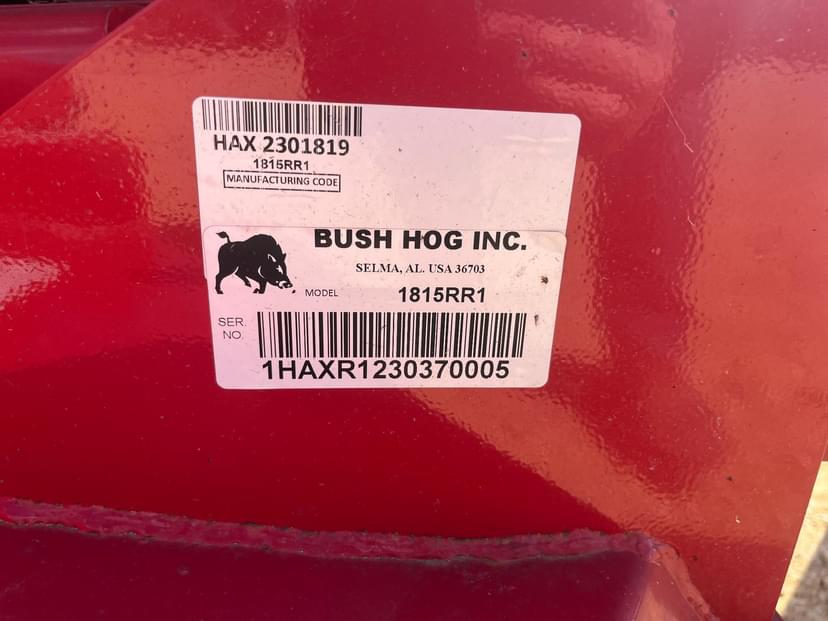 HAX 2301819
1815RR1
MANUFACTURING CODE
BUSH HOG INC.
SELMA, AL. USA 36703
MODEL 1815RR1
SER. NO.
1HAXR1230370005